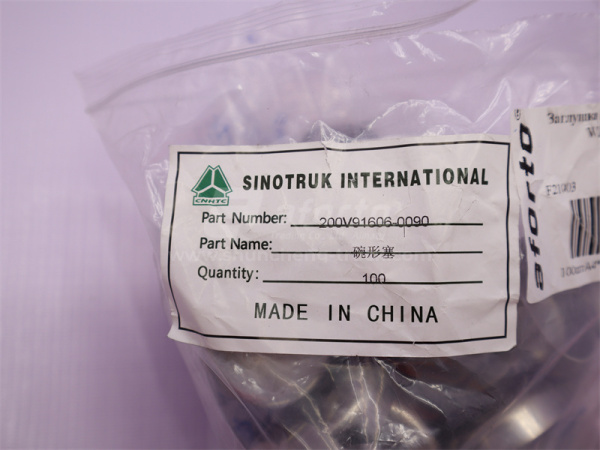 SINOTRUK INTERNATIONAL
CNHTC
Part Number: 200V91606-0090
Part Name: 碗形塞
Quantity: 100
MADE IN CHINA
aforto
Заглушка